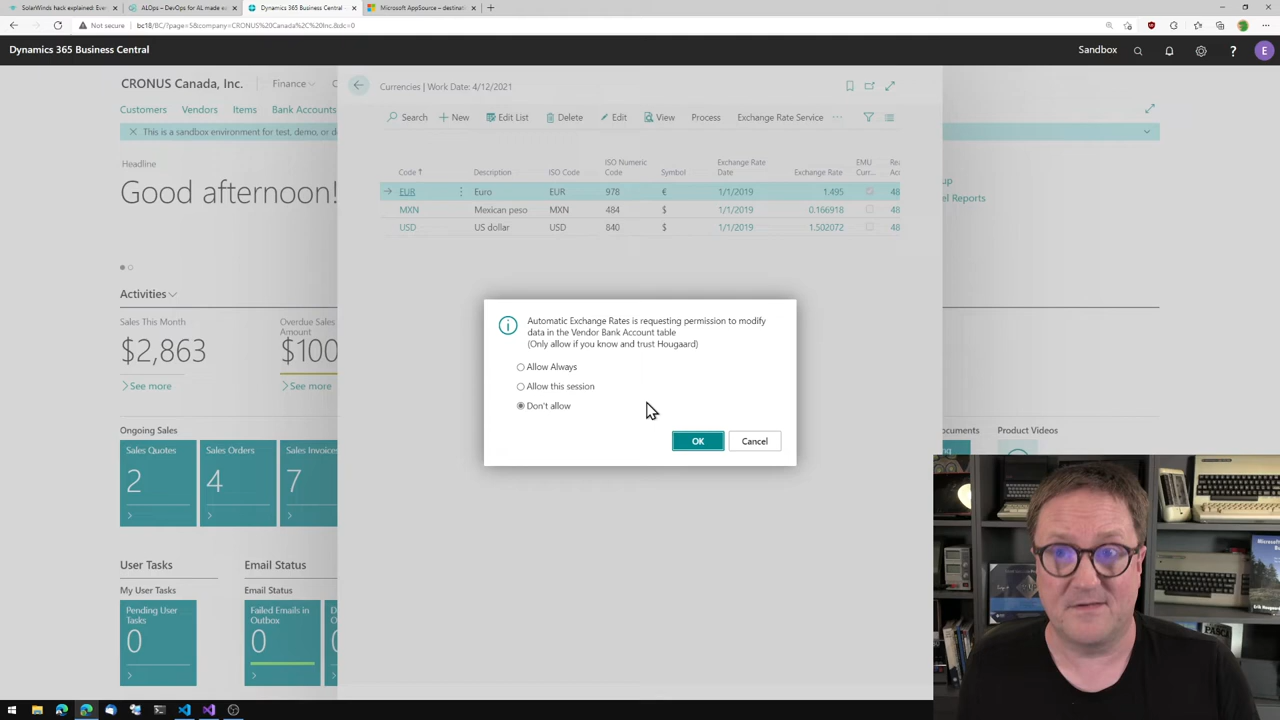 SolarWinds hack explained: Ever
ALOps – DevOps for AL made e
Dynamics 365 Business Central
Microsoft AppSource – destinat
Not secure
bc18/BC/?page=5&company=CRONUS%20Canada%2C%20Inc.&dc=0
Dynamics 365 Business Central
Sandbox
E
CRONUS Canada, Inc.
Finance
Customers
Vendors
Items
Bank Accounts
This is a sandbox environment for test, demo, or d
Headline
Good afternoon!
Activities
Sales This Month
$2,863
See more
Overdue Sales
Amount
$100
See more
Ongoing Sales
Sales Quotes
2
Sales Orders
4
Sales Invoices
7
User Tasks
My User Tasks
Pending User
Tasks
0
Email Status
Email Status
Failed Emails in
Outbox
0
Currencies | Work Date: 4/12/2021
Search
New
Edit List
Delete
Edit
View
Process
Exchange Rate Service
Code ↑
Description
ISO Code
ISO Numeric
Code
Symbol
Exchange Rate
Date
Exchange Rate
EMU
Curr...
Rea
Acc
EUR Euro EUR 978 € 1/1/2019 1.495 48
MXN Mexican peso MXN 484 $ 1/1/2019 0.166918 48
USD US dollar USD 840 $ 1/1/2019 1.502072 48
Automatic Exchange Rates is requesting permission to modify
data in the Vendor Bank Account table
(Only allow if you know and trust Hougaard)
Allow Always
Allow this session
Don't allow
OK
Cancel
up
el Reports
ocuments
Product Videos